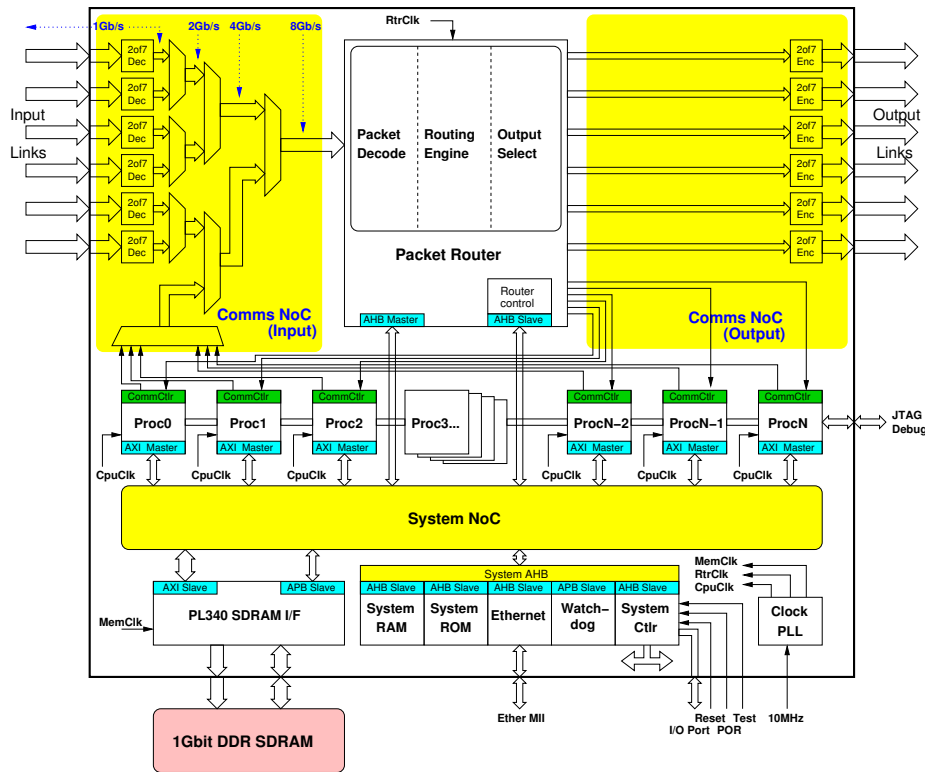 1Gb/s
2Gb/s
4Gb/s
8Gb/s
RtrClk
2of7
Dec
2of7
Dec
2of7
Dec
2of7
Dec
2of7
Dec
2of7
Dec
Input
Links
Packet
Decode
Routing
Engine
Output
Select
Packet Router
Router
control
AHB Master
AHB Slave
2of7
Enc
2of7
Enc
2of7
Enc
2of7
Enc
2of7
Enc
2of7
Enc
Output
Links
Comms NoC
(Input)
Comms NoC
(Output)
CommCtlr
Proc0
AXI Master
CpuClk
CommCtlr
Proc1
AXI Master
CpuClk
CommCtlr
Proc2
AXI Master
CpuClk
Proc3...
CommCtlr
ProcN-2
AXI Master
CpuClk
CommCtlr
ProcN-1
AXI Master
CpuClk
CommCtlr
ProcN
AXI Master
CpuClk
JTAG
Debug
System NoC
AXI Slave
APB Slave
PL340 SDRAM I/F
MemClk
System AHB
AHB Slave
AHB Slave
AHB Slave
APB Slave
AHB Slave
System
RAM
System
ROM
Ethernet
Watch-
dog
System
Ctlr
MemClk
RtrClk
CpuClk
Clock
PLL
1Gbit DDR SDRAM
Ether MII
Reset
Test
I/O Port
POR
10MHz